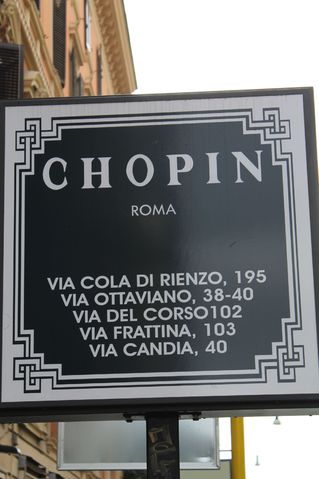 CHOPIN
ROMA
VIA COLA DI RIENZO, 195
VIA OTTAVIANO, 38-40
VIA DEL CORSO102
VIA FRATTINA, 103
VIA CANDIA, 40